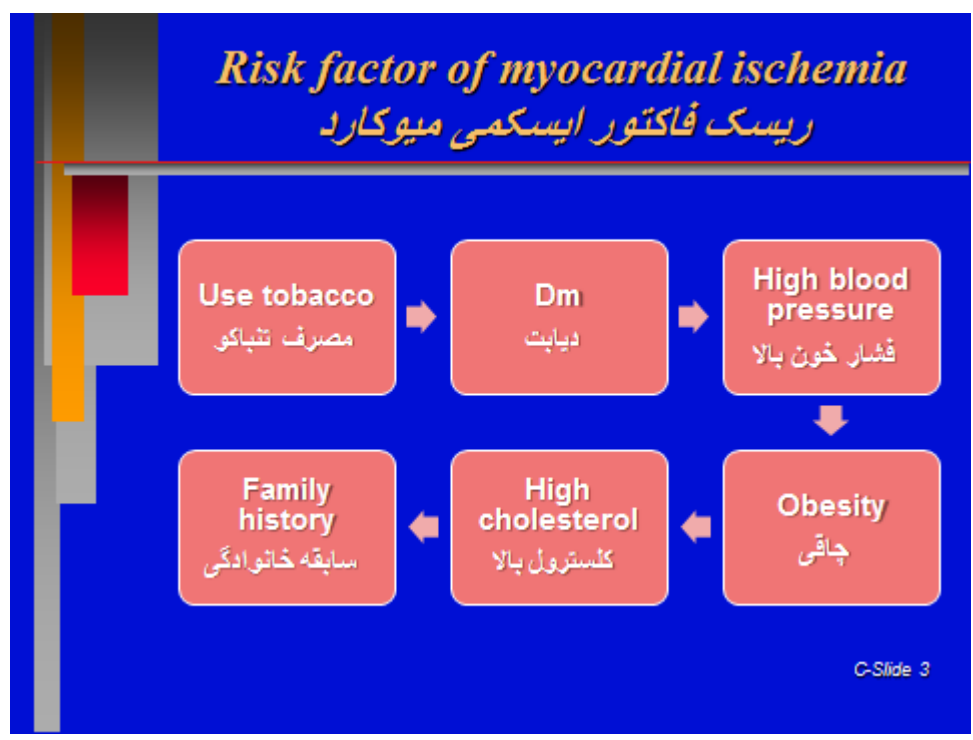 Risk factor of myocardial ischemia
ریسک فاکتور ایسکمی میوکارد
Use tobacco
مصرف تنباکو
Dm
دیابت
High blood
pressure
فشار خون بالا
Obesity
چاقی
High
cholesterol
کلسترول بالا
Family
history
سابقه خانوادگی
C-Slide 3